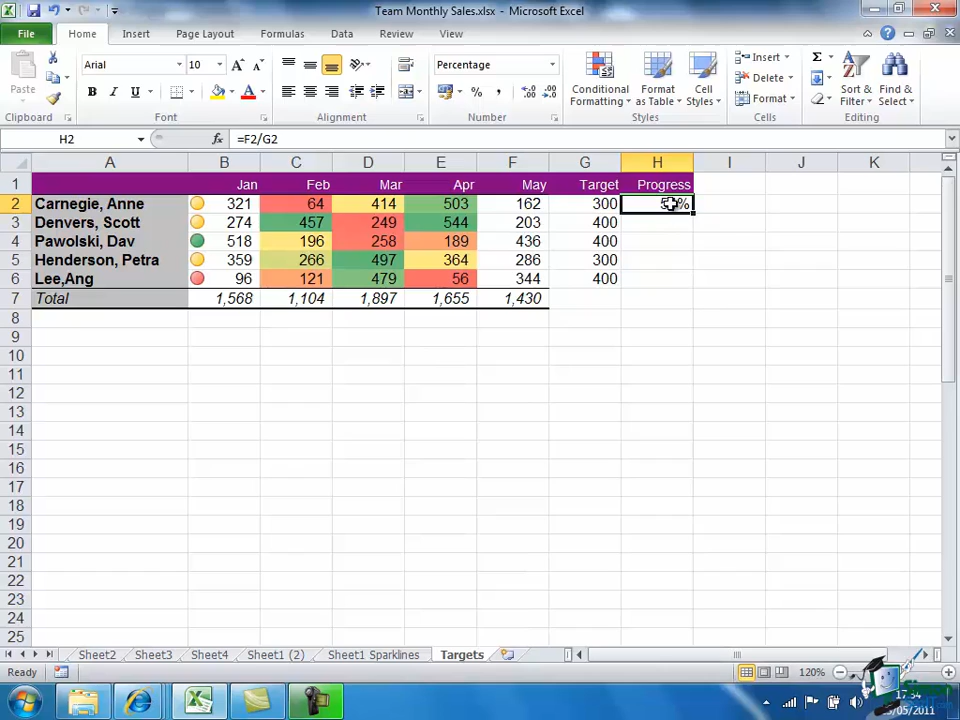 Team Monthly Sales.xlsx - Microsoft Excel
File Home Insert Page Layout Formulas Data Review View
Paste Arial 10 Percentage Conditional Formatting Format as Table Cell Styles Insert Delete Format Sort & Filter Find & Select
Clipboard Font Alignment Number Styles Cells Editing
H2 fx =F2/G2
A B C D E F G H I J K
1 Jan Feb Mar Apr May Target Progress
2 Carnegie, Anne 321 64 414 503 162 300
3 Denvers, Scott 274 457 249 544 203 400
4 Pawolski, Dav 518 196 258 189 436 400
5 Henderson, Petra 359 266 497 364 286 300
6 Lee,Ang 96 121 479 56 344 400
7 Total 1,568 1,104 1,897 1,655 1,430
8
9
10
11
12
13
14
15
16
17
18
19
20
21
22
23
24
25
Sheet2 Sheet3 Sheet4 Sheet1 (2) Sheet1 Sparklines Targets
Ready 120%